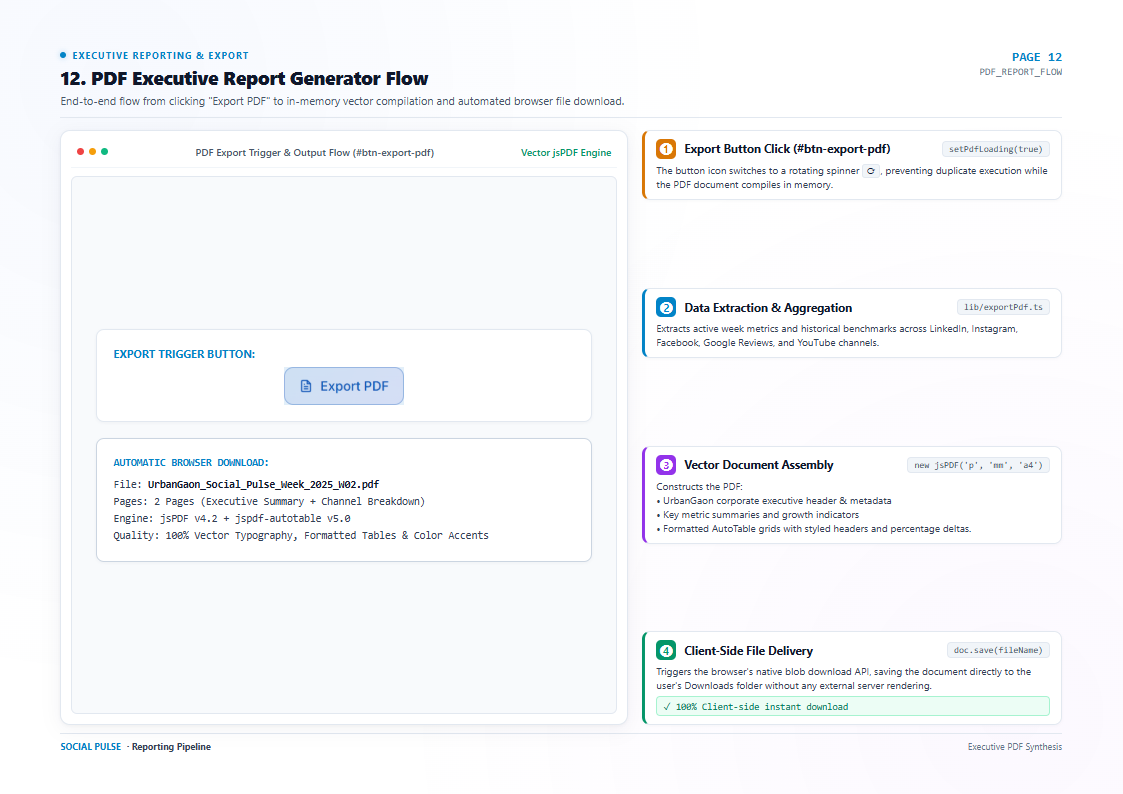 EXECUTIVE REPORTING & EXPORT
12. PDF Executive Report Generator Flow
End-to-end flow from clicking "Export PDF" to in-memory vector compilation and automated browser file download.
PAGE 12
PDF_REPORT_FLOW
PDF Export Trigger & Output Flow (#btn-export-pdf)
Vector jsPDF Engine
EXPORT TRIGGER BUTTON:
Export PDF
AUTOMATIC BROWSER DOWNLOAD:
File: UrbanGaon_Social_Pulse_Week_2025_W02.pdf
Pages: 2 Pages (Executive Summary + Channel Breakdown)
Engine: jsPDF v4.2 + jspdf-autotable v5.0
Quality: 100% Vector Typography, Formatted Tables & Color Accents
1 Export Button Click (#btn-export-pdf)
setPdfLoading(true)
The button icon switches to a rotating spinner ⟳, preventing duplicate execution while
the PDF document compiles in memory.
2 Data Extraction & Aggregation
lib/exportPdf.ts
Extracts active week metrics and historical benchmarks across LinkedIn, Instagram,
Facebook, Google Reviews, and YouTube channels.
3 Vector Document Assembly
new jsPDF('p', 'mm', 'a4')
Constructs the PDF:
• UrbanGaon corporate executive header & metadata
• Key metric summaries and growth indicators
• Formatted AutoTable grids with styled headers and percentage deltas.
4 Client-Side File Delivery
doc.save(fileName)
Triggers the browser's native blob download API, saving the document directly to the
user's Downloads folder without any external server rendering.
✓ 100% Client-side instant download
SOCIAL PULSE · Reporting Pipeline
Executive PDF Synthesis